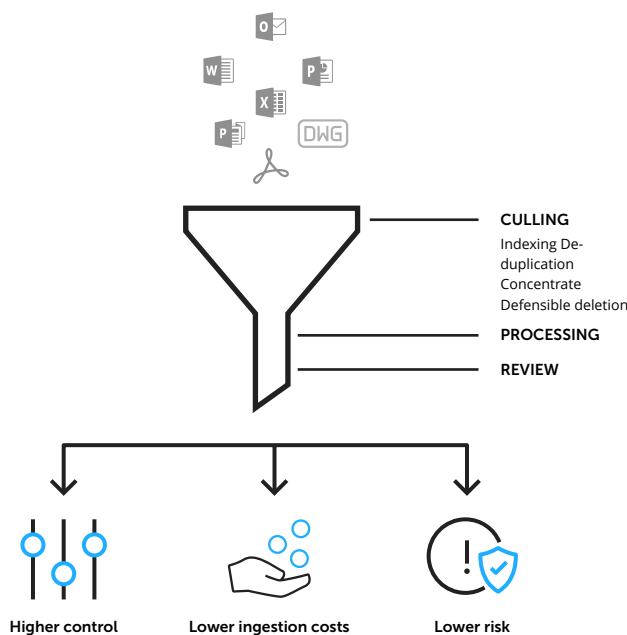 O
W
P
X
P
DWG
CULLING
Indexing De-
duplication
Concentrate
Defensible deletion
PROCESSING
REVIEW
!
Higher control
Lower ingestion costs
Lower risk